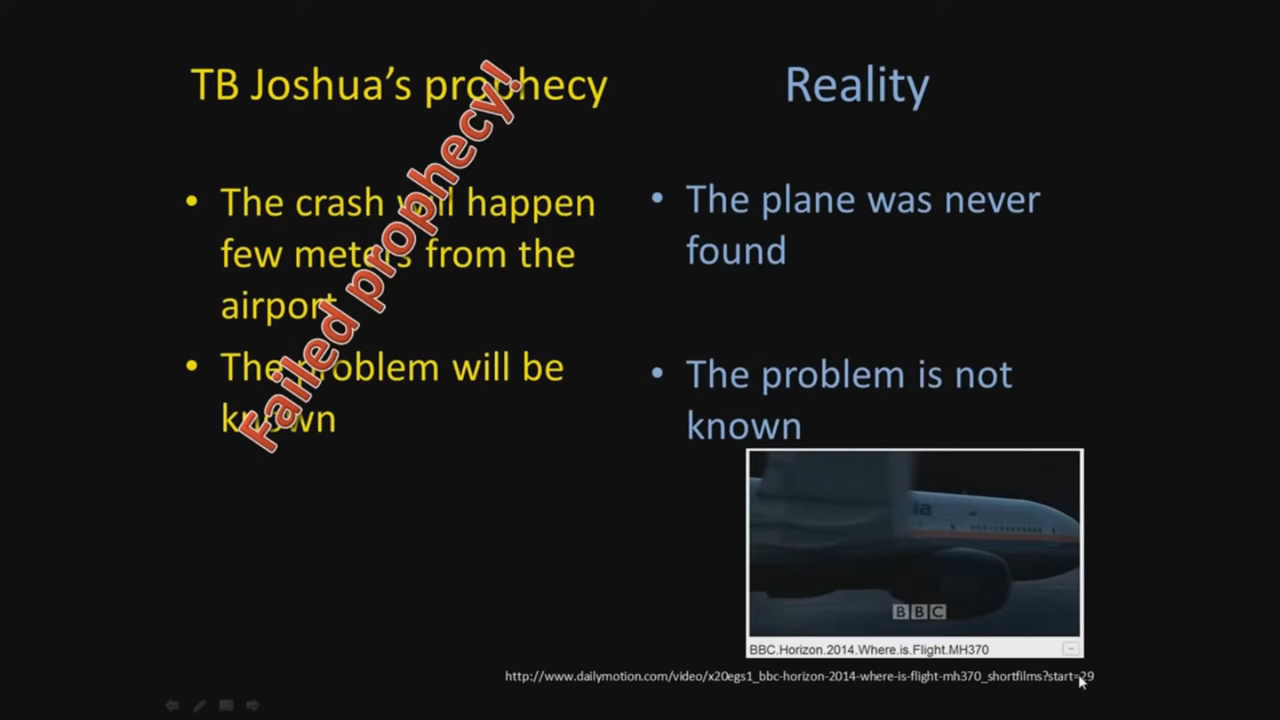 TB Joshua's prophecy
• The crash will happen
few meters from the
airport
• The problem will be
known
Failed prophecy!
Reality
• The plane was never
found
• The problem is not
known
ia
BBC
BBC.Horizon.2014.Where.is.Flight.MH370
http://www.dailymotion.com/video/x20egs1_bbc-horizon-2014-where-is-flight-mh370_shortfilms?start=29